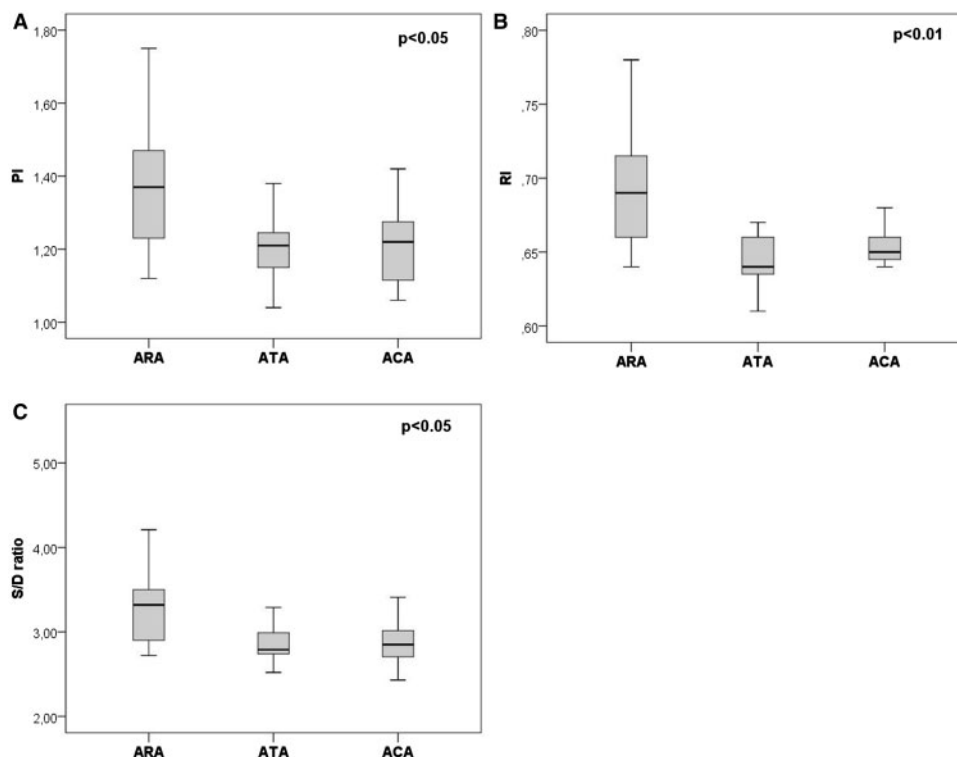 A
p<0.05
1,80
1,60
1,40
1,20
1,00
PI
ARA ATA ACA
B
p<0.01
,80
,75
,70
,65
,60
RI
ARA ATA ACA
C
p<0.05
5,00
4,00
3,00
2,00
S/D ratio
ARA ATA ACA